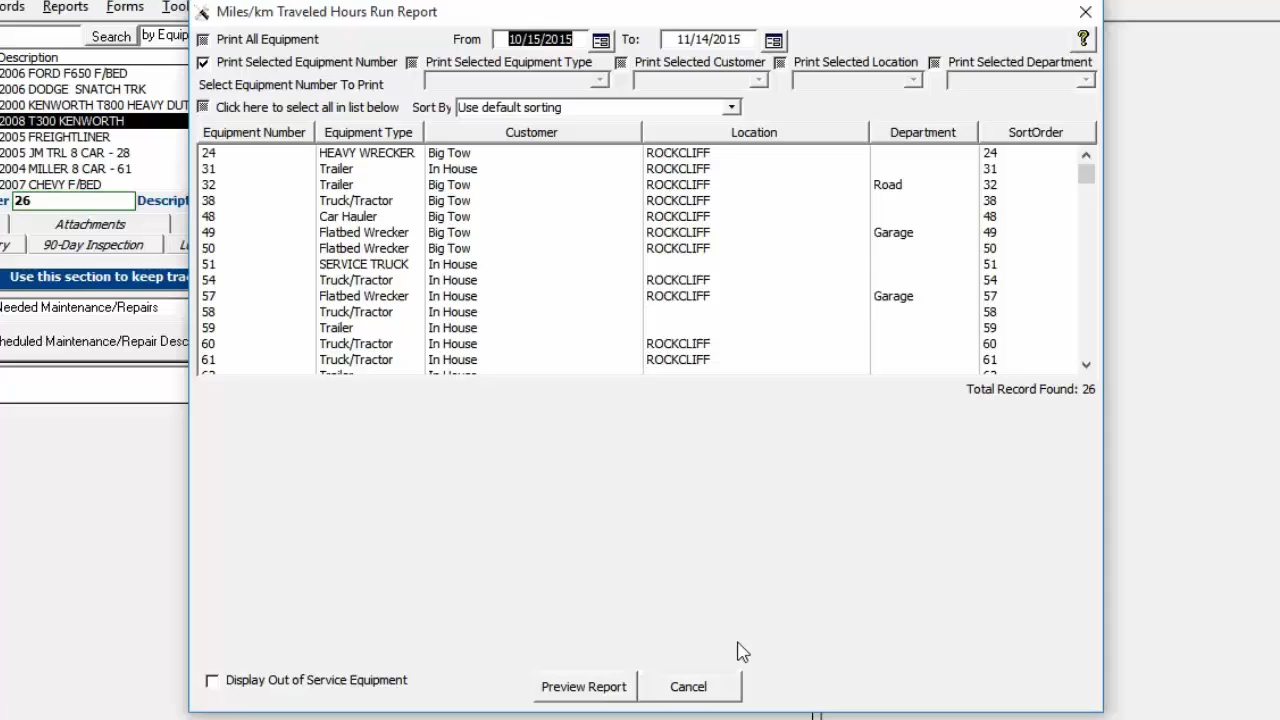 ords Reports Forms Tool
Search by Equip
Description
2006 FORD F650 F/BED
2006 DODGE SNATCH TRK
2000 KENWORTH T800 HEAVY DUT
2008 T300 KENWORTH
2005 FREIGHTLINER
2005 JM TRL 8 CAR - 28
2004 MILLER 8 CAR - 61
2007 CHEVY F/BED
er 26 Descripti
Attachments
ry 90-Day Inspection Lu
Use this section to keep trac
Needed Maintenance/Repairs
heduled Maintenance/Repair Desc
Miles/km Traveled Hours Run Report
Print All Equipment From 10/15/2015 To: 11/14/2015 ?
Print Selected Equipment Number Print Selected Equipment Type Print Selected Customer Print Selected Location Print Selected Department
Select Equipment Number To Print
Click here to select all in list below Sort By Use default sorting
Equipment Number Equipment Type Customer Location Department SortOrder
24 HEAVY WRECKER Big Tow ROCKCLIFF 24
31 Trailer In House ROCKCLIFF 31
32 Trailer Big Tow ROCKCLIFF Road 32
38 Truck/Tractor Big Tow ROCKCLIFF 38
48 Car Hauler Big Tow ROCKCLIFF 48
49 Flatbed Wrecker Big Tow ROCKCLIFF Garage 49
50 Flatbed Wrecker Big Tow ROCKCLIFF 50
51 SERVICE TRUCK In House 51
54 Truck/Tractor In House ROCKCLIFF 54
57 Flatbed Wrecker In House ROCKCLIFF Garage 57
58 Truck/Tractor In House 58
59 Trailer In House 59
60 Truck/Tractor In House ROCKCLIFF 60
61 Truck/Tractor In House ROCKCLIFF 61
Total Record Found: 26
Display Out of Service Equipment Preview Report Cancel